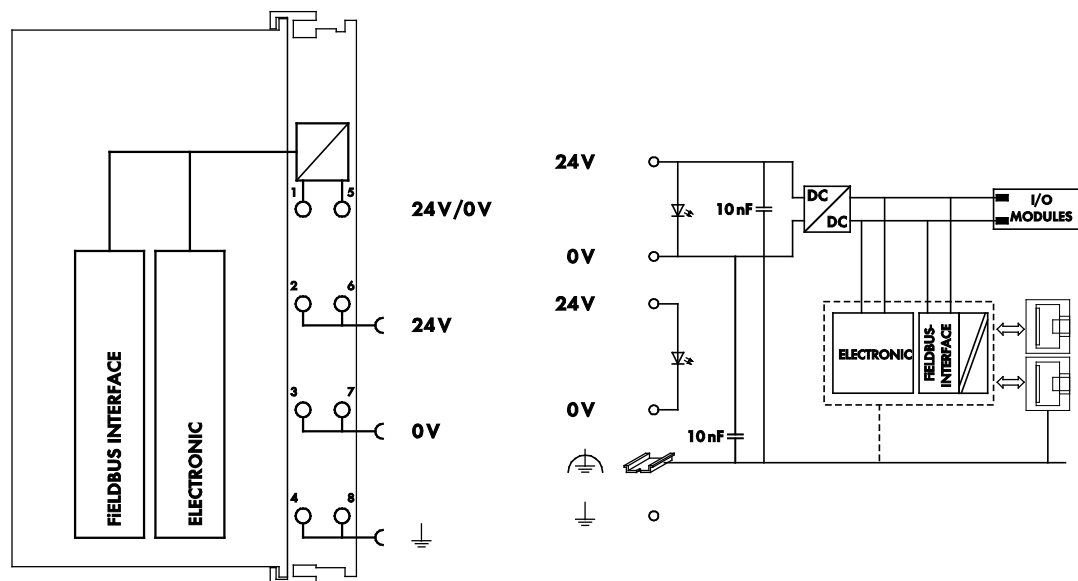 1
5
24V/0V
2
6
24V
3
7
0V
4
8
FiELDBUS INTERFACE
ELECTRONIC
24V
10nF
DC
DC
I/O
MODULES
0V
24V
ELECTRONIC
FiELDBUS-
INTERFACE
0V
10nF